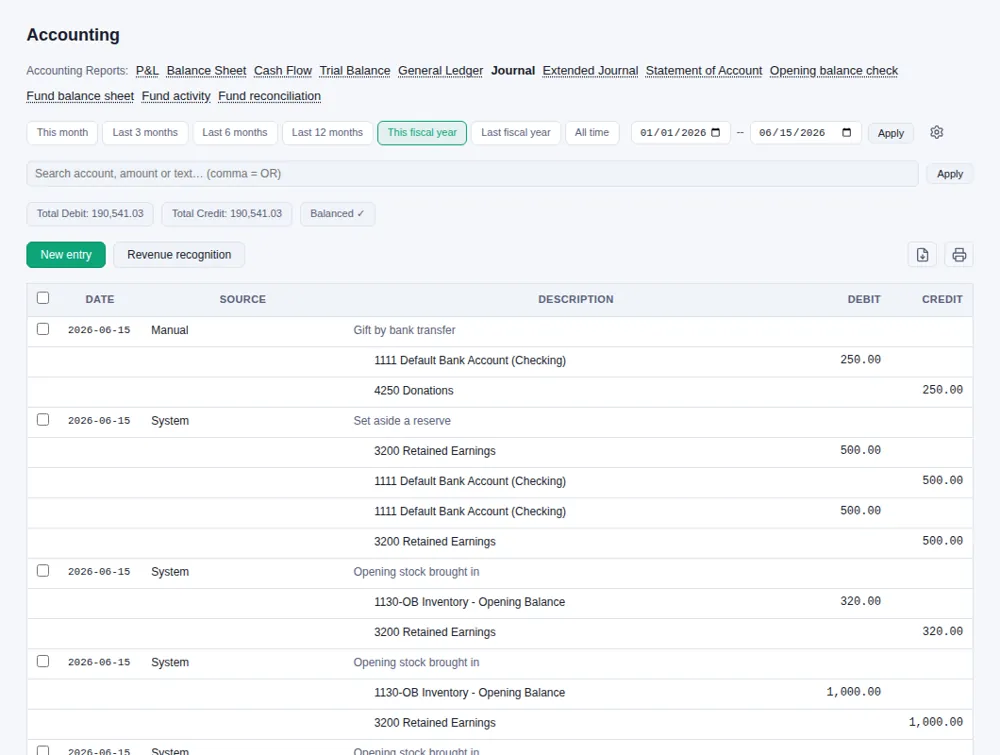 Accounting
Accounting Reports: P&L Balance Sheet Cash Flow Trial Balance General Ledger Journal Extended Journal Statement of Account Opening balance check
Fund balance sheet Fund activity Fund reconciliation
This month Last 3 months Last 6 months Last 12 months This fiscal year Last fiscal year All time 01/01/2026 -- 06/15/2026 Apply
Search account, amount or text… (comma = OR) Apply
Total Debit: 190,541.03 Total Credit: 190,541.03 Balanced ✓
New entry Revenue recognition
DATE SOURCE DESCRIPTION DEBIT CREDIT
2026-06-15 Manual Gift by bank transfer
1111 Default Bank Account (Checking) 250.00
4250 Donations 250.00
2026-06-15 System Set aside a reserve
3200 Retained Earnings 500.00
1111 Default Bank Account (Checking) 500.00
1111 Default Bank Account (Checking) 500.00
3200 Retained Earnings 500.00
2026-06-15 System Opening stock brought in
1130-OB Inventory - Opening Balance 320.00
3200 Retained Earnings 320.00
2026-06-15 System Opening stock brought in
1130-OB Inventory - Opening Balance 1,000.00
3200 Retained Earnings 1,000.00
2026-06-15 System Opening stock brought in